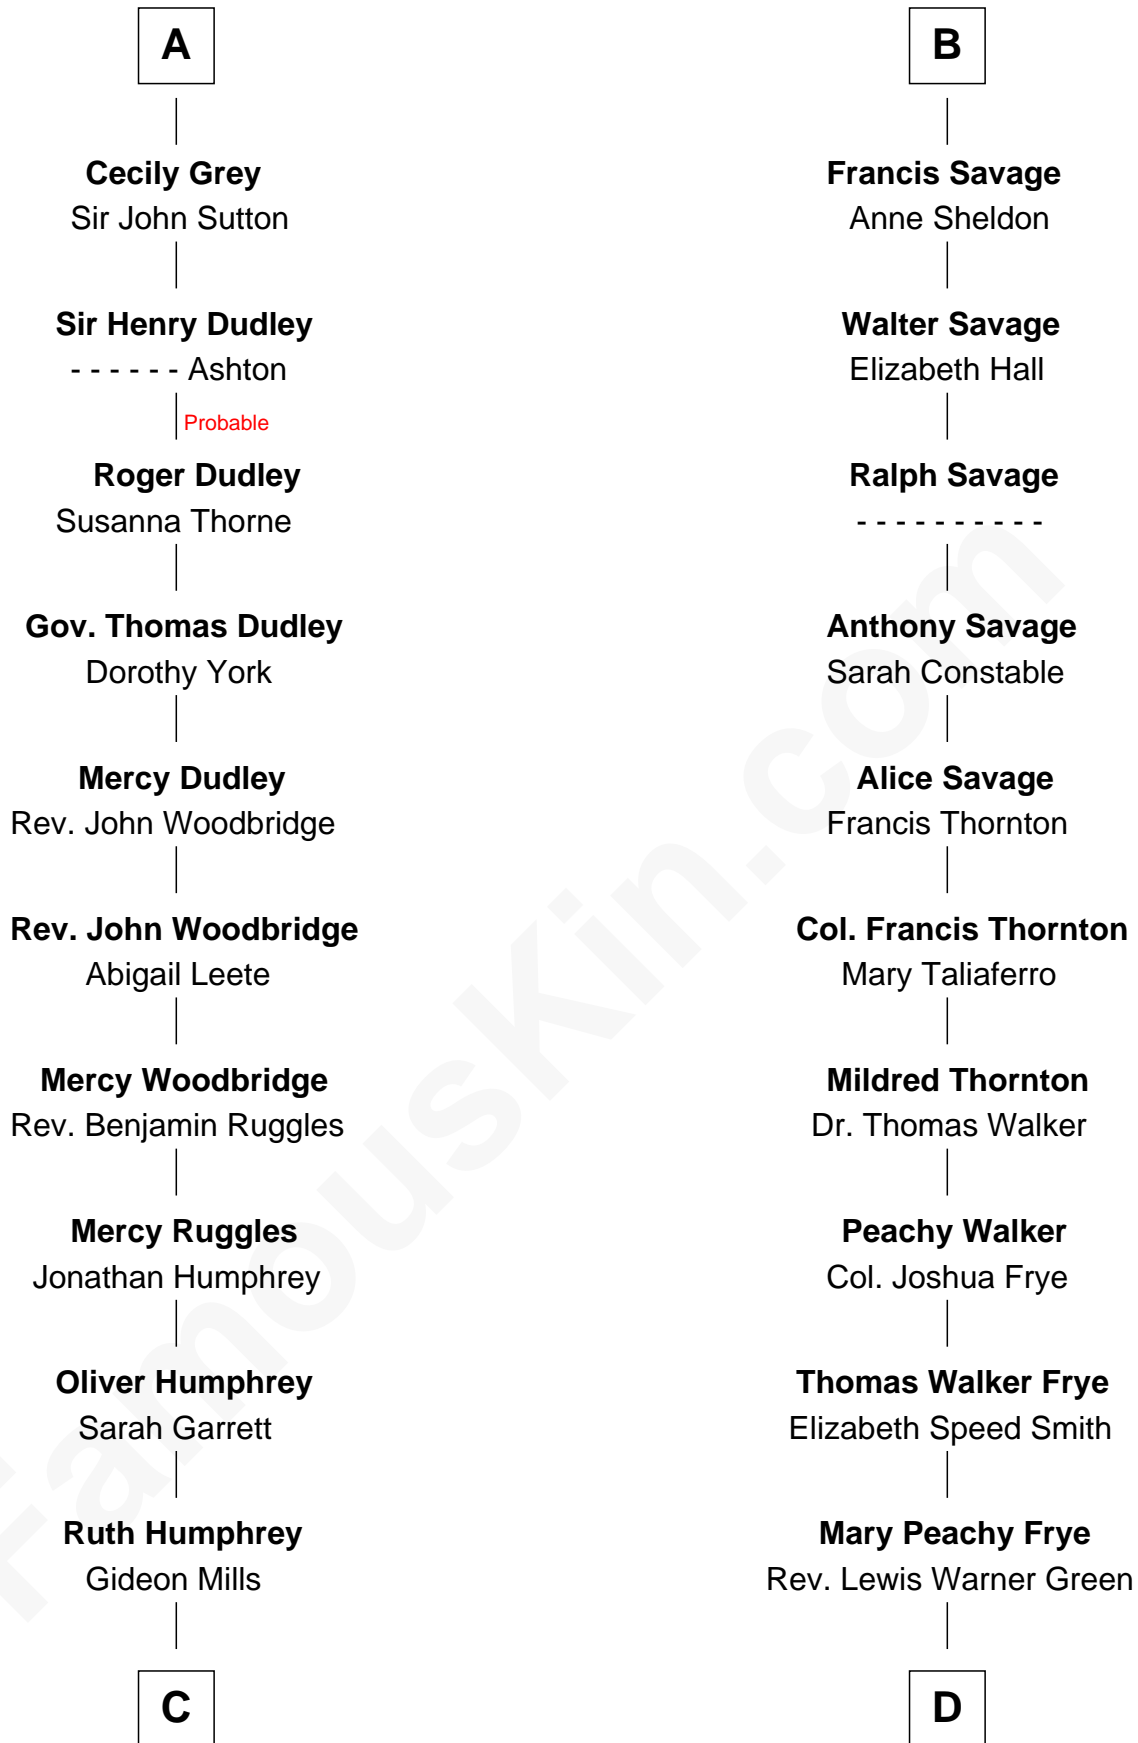 A
Cecily Grey
Sir John Sutton
Sir Henry Dudley
- - - - - - Ashton
Probable
Roger Dudley
Susanna Thorne
Gov. Thomas Dudley
Dorothy York
Mercy Dudley
Rev. John Woodbridge
Rev. John Woodbridge
Abigail Leete
Mercy Woodbridge
Rev. Benjamin Ruggles
Mercy Ruggles
Jonathan Humphrey
Oliver Humphrey
Sarah Garrett
Ruth Humphrey
Gideon Mills
C
B
Francis Savage
Anne Sheldon
Walter Savage
Elizabeth Hall
Ralph Savage
- - - - - - - - - -
Anthony Savage
Sarah Constable
Alice Savage
Francis Thornton
Col. Francis Thornton
Mary Taliaferro
Mildred Thornton
Dr. Thomas Walker
Peachy Walker
Col. Joshua Frye
Thomas Walker Frye
Elizabeth Speed Smith
Mary Peachy Frye
Rev. Lewis Warner Green
D
FamousKin.com